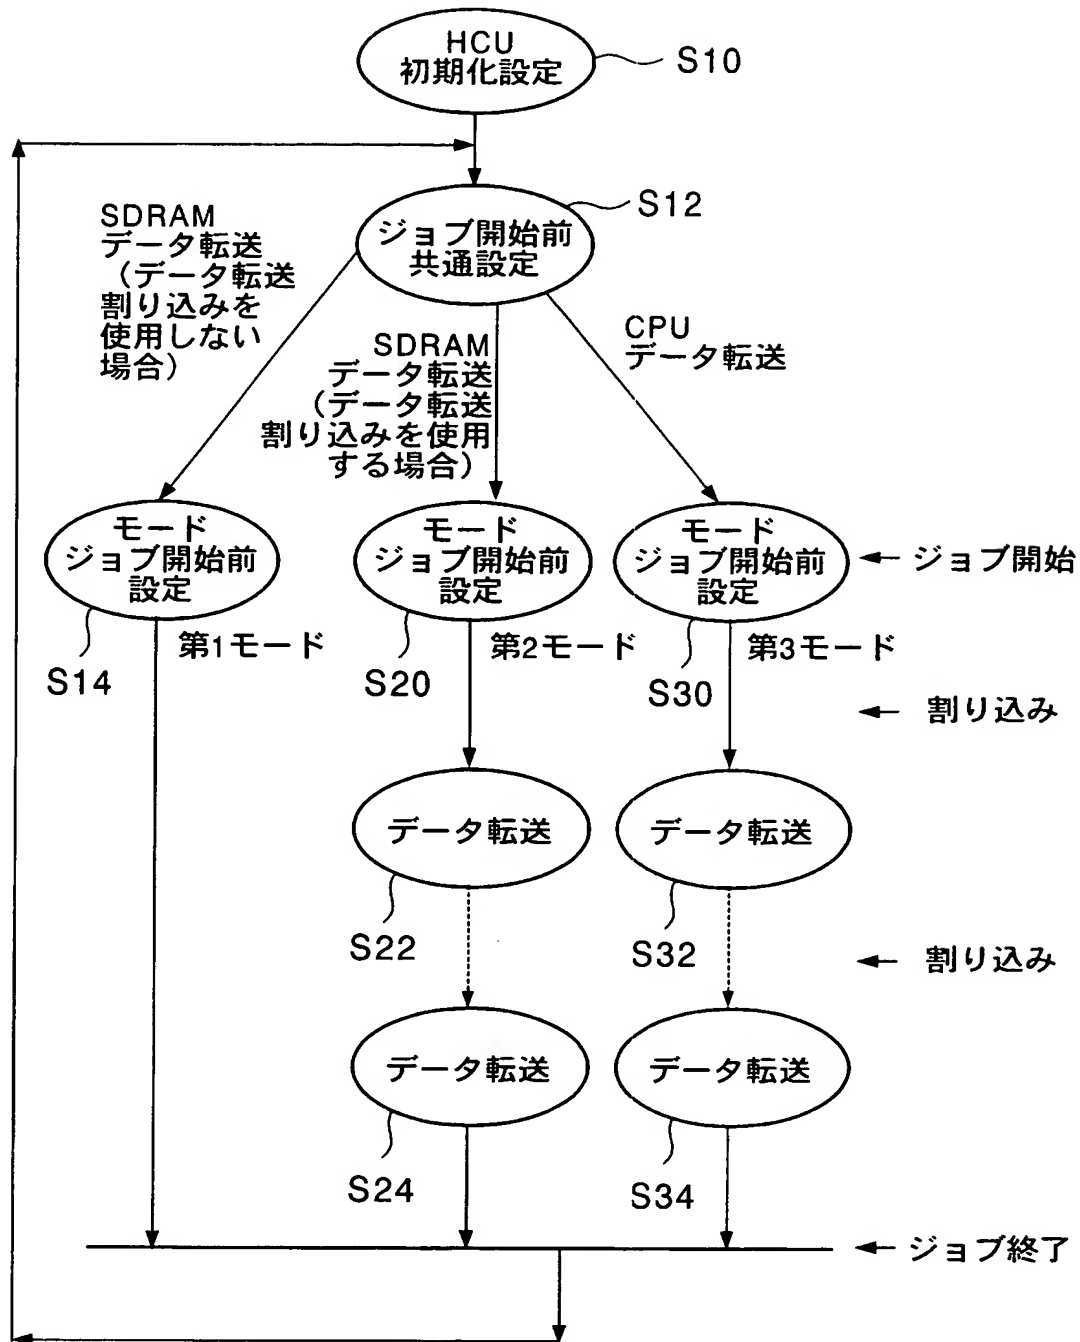 HCU
初期化設定
S10
S12
ジョブ開始前
共通設定
SDRAM
データ転送
(データ転送
割り込みを
使用しない
場合)
SDRAM
データ転送
(データ転送
割り込みを使用
する場合)
CPU
データ転送
モード
ジョブ開始前
設定
モード
ジョブ開始前
設定
モード
ジョブ開始前
設定
ジョブ開始
第1モード
第2モード
第3モード
S14
S20
S30
割り込み
データ転送
データ転送
S22
S32
割り込み
データ転送
データ転送
S24
S34
ジョブ終了